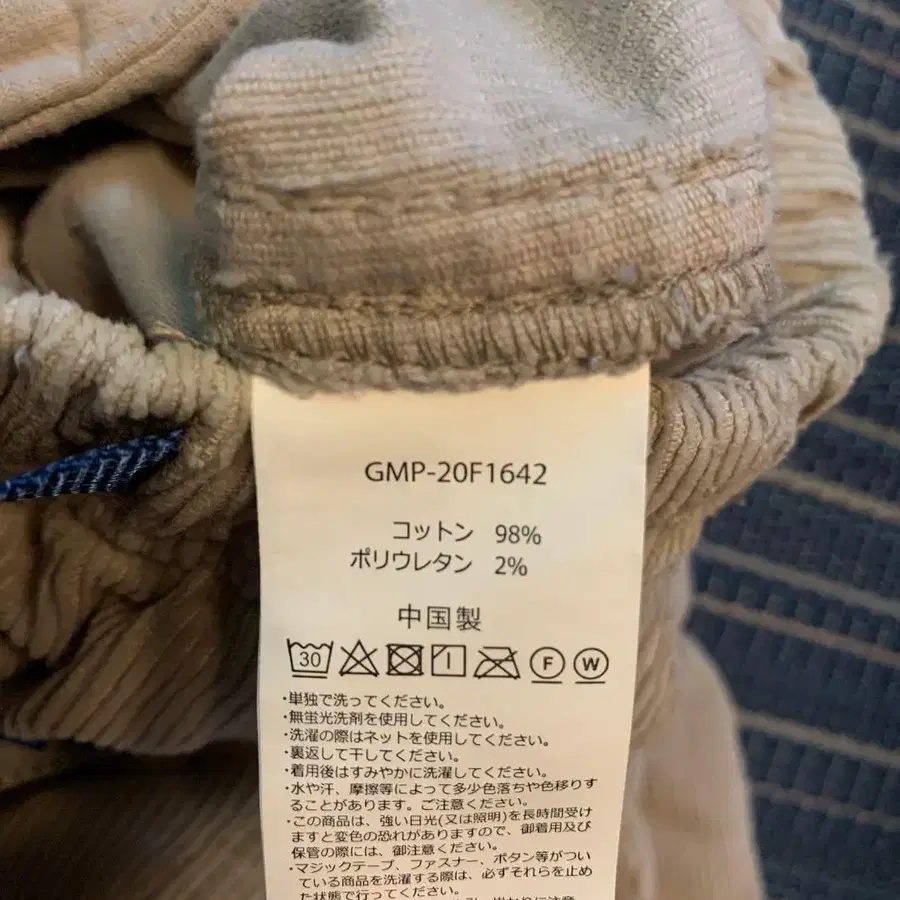 GMP-20F1642
コットン 98%
ポリウレタン 2%
中国製
30 F W
・単独で洗ってください。
・無蛍光洗剤を使用してください。
・洗濯の際はネットを使用してください。
・裏返して干してください。
・着用後はすみやかに洗濯してください。
・水や汗、摩擦等によって多少色落ちや色移りす
ることがあります。ご注意ください。
・この商品は、強い日光(又は照明)を長時間受け
ますと変色の恐れがありますので、御着用及び
保管の際には、御注意ください。
・マジックテープ、ファスナー、ボタン等がつい
ている商品を洗濯する際は、必ずそれらを止め
た状態で行ってください。